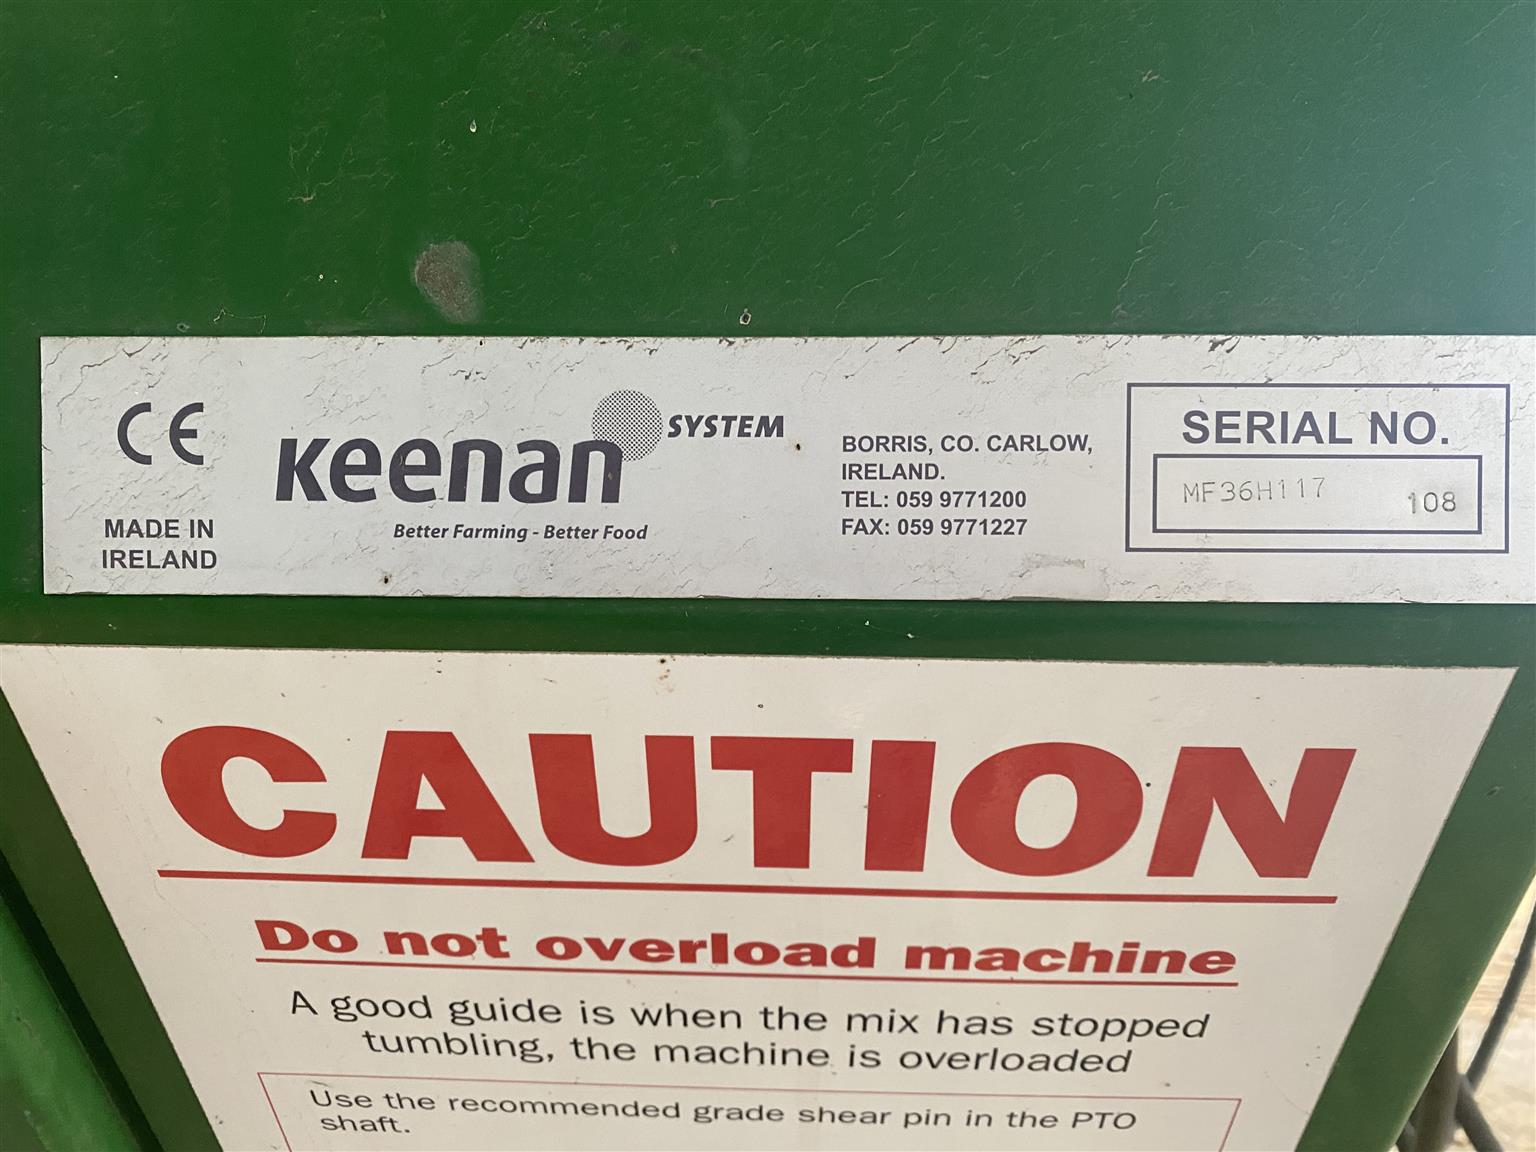 CE
MADE IN
IRELAND
Keenan SYSTEM
Better Farming - Better Food
BORRIS, CO. CARLOW,
IRELAND.
TEL: 059 9771200
FAX: 059 9771227
SERIAL NO.
MF36H117 108
CAUTION
Do not overload machine
A good guide is when the mix has stopped
tumbling, the machine is overloaded
Use the recommended grade shear pin in the PTO
shaft.